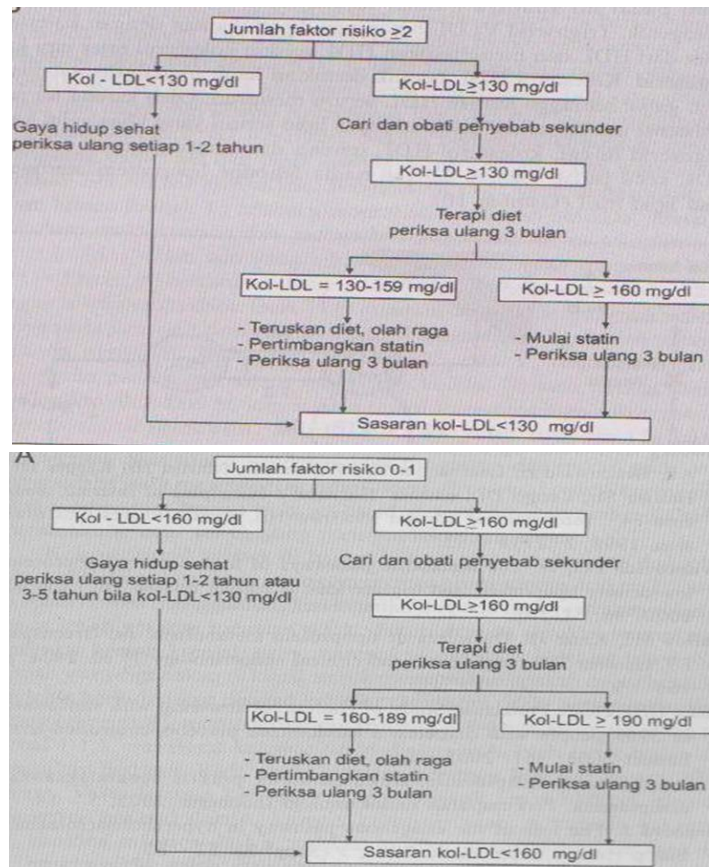 Jumlah faktor risiko ≥2
Kol - LDL<130 mg/dl
Kol-LDL≥130 mg/dl
Gaya hidup sehat
periksa ulang setiap 1-2 tahun
Cari dan obati penyebab sekunder
Kol-LDL≥130 mg/dl
Terapi diet
periksa ulang 3 bulan
Kol-LDL = 130-159 mg/dl
Kol-LDL ≥ 160 mg/dl
- Teruskan diet, olah raga
- Pertimbangkan statin
- Periksa ulang 3 bulan
- Mulai statin
- Periksa ulang 3 bulan
Sasaran kol-LDL<130 mg/dl
A
Jumlah faktor risiko 0-1
Kol - LDL<160 mg/dl
Kol-LDL≥160 mg/dl
Gaya hidup sehat
periksa ulang setiap 1-2 tahun atau
3-5 tahun bila kol-LDL<130 mg/dl
Cari dan obati penyebab sekunder
Kol-LDL≥160 mg/dl
Terapi diet
periksa ulang 3 bulan
Kol-LDL = 160-189 mg/dl
Kol-LDL ≥ 190 mg/dl
- Teruskan diet, olah raga
- Pertimbangkan statin
- Periksa ulang 3 bulan
- Mulai statin
- Periksa ulang 3 bulan
Sasaran kol-LDL<160 mg/dl